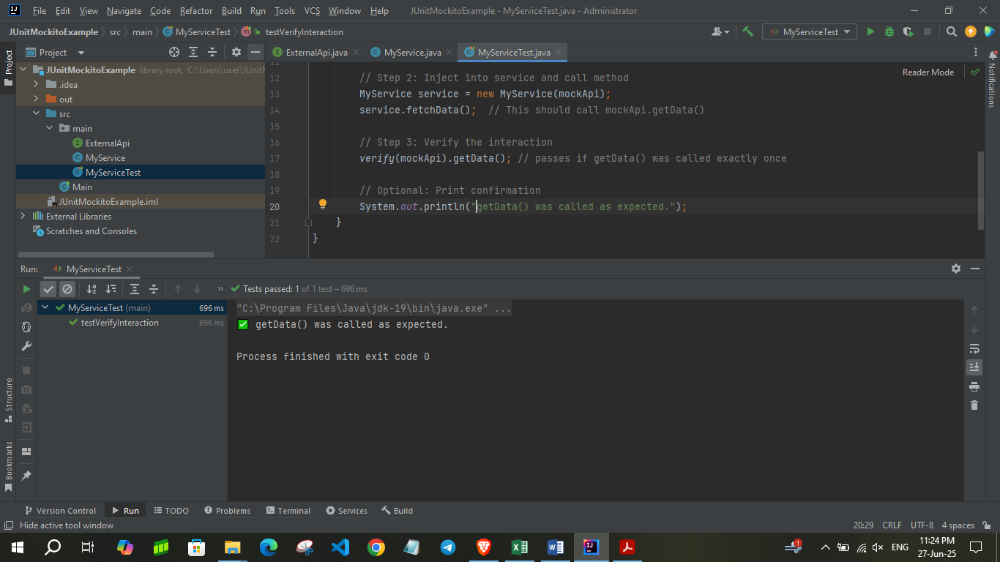 File Edit View Navigate Code Refactor Build Run Tools VCS Window Help JUnitMockitoExample - MyServiceTest.java - Administrator
JUnitMockitoExample src main MyServiceTest testVerifyInteraction MyServiceTest
Project
Project
ExternalApi.java MyService.java MyServiceTest.java
Notifications
JUnitMockitoExample library root, C:\Users\user\JUnitM
.idea
out
src
main
ExternalApi
MyService
MyServiceTest
Main
JUnitMockitoExample.iml
External Libraries
Scratches and Consoles
Reader Mode
11
12 // Step 2: Inject into service and call method
13 MyService service = new MyService(mockApi);
14 service.fetchData(); // This should call mockApi.getData()
15
16 // Step 3: Verify the interaction
17 verify(mockApi).getData(); // passes if getData() was called exactly once
18
19 // Optional: Print confirmation
20 System.out.println("getData() was called as expected.");
21 }
22 }
Run: MyServiceTest
Tests passed: 1 of 1 test – 696 ms
MyServiceTest (main) 696 ms
testVerifyInteraction 696 ms
"C:\Program Files\Java\jdk-19\bin\java.exe" ...
✅ getData() was called as expected.
Process finished with exit code 0
Structure
Bookmarks
Version Control Run TODO Problems Terminal Services Build
Hide active tool window 20:29 CRLF UTF-8 4 spaces
1 ENG 11:24 PM
27-Jun-25